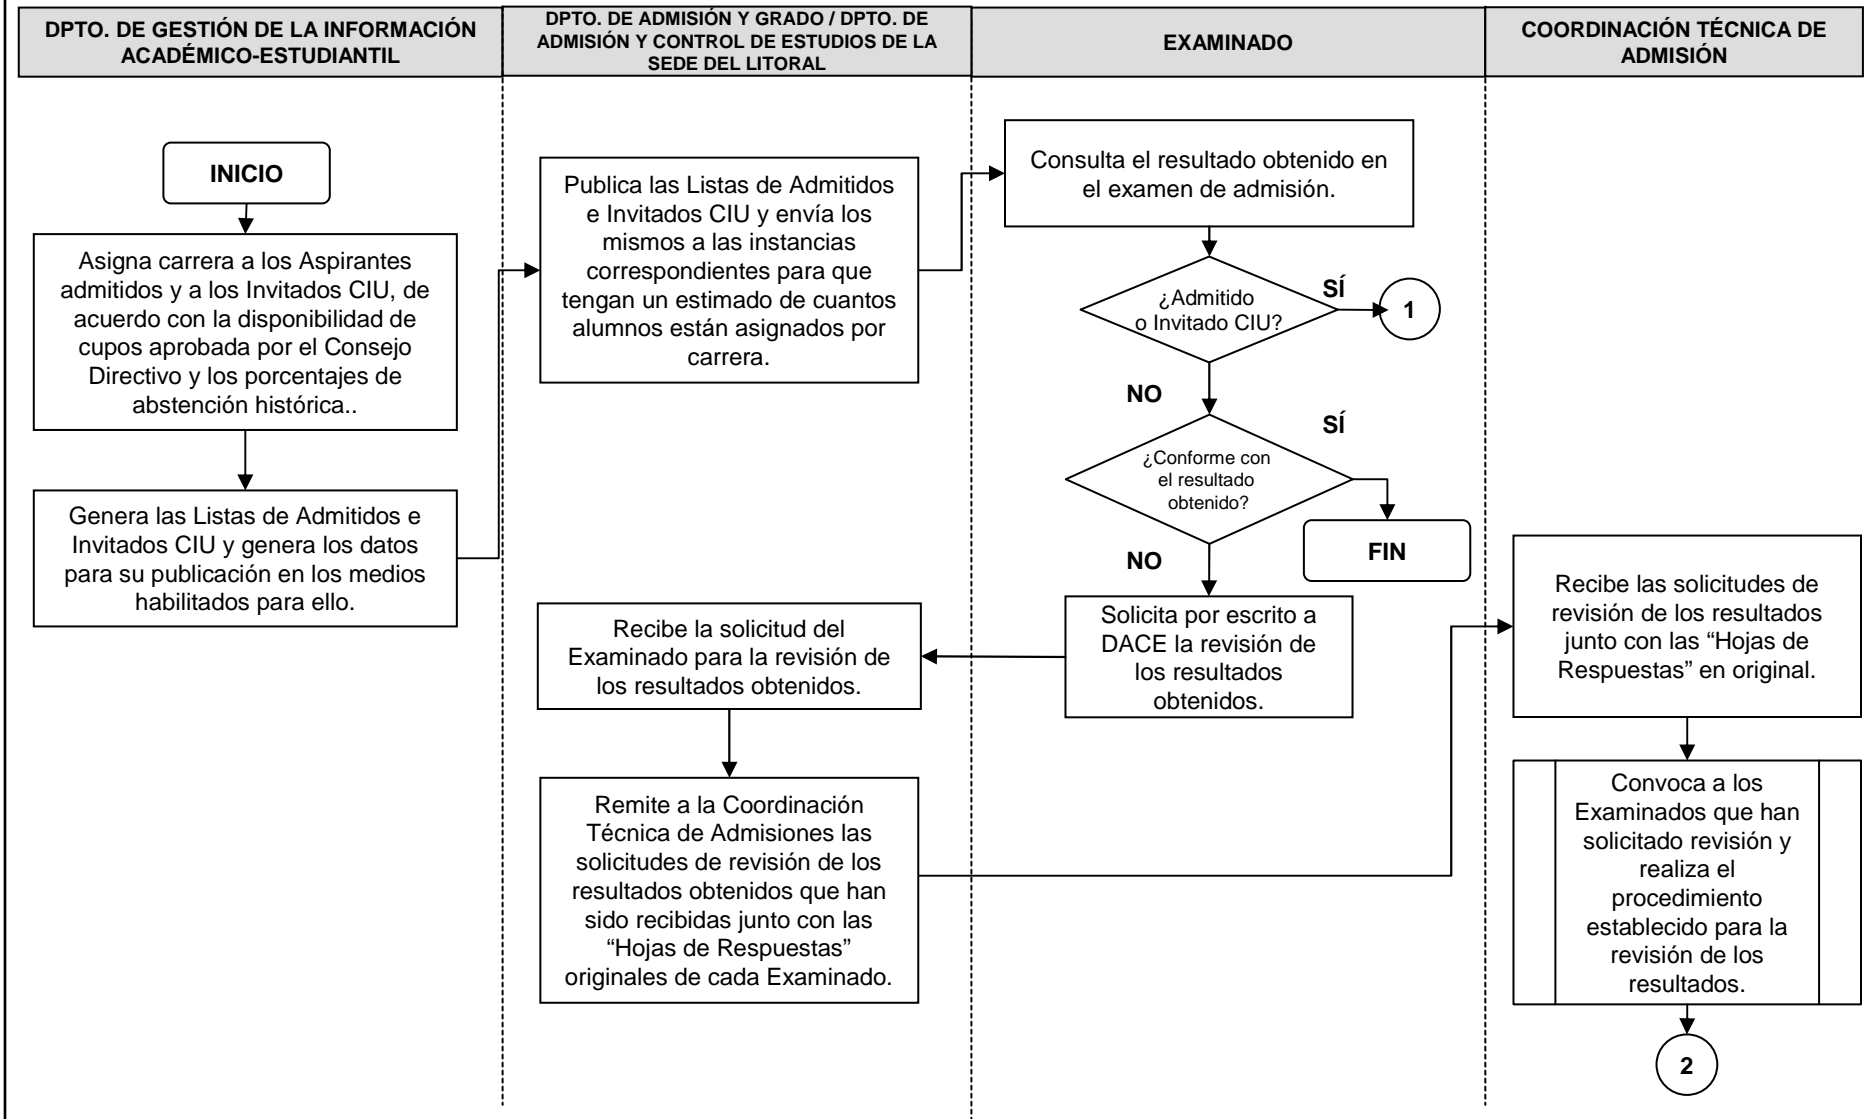 DPTO. DE GESTIÓN DE LA INFORMACIÓN
ACADÉMICO-ESTUDIANTIL
DPTO. DE ADMISIÓN Y GRADO / DPTO. DE
ADMISIÓN Y CONTROL DE ESTUDIOS DE LA
SEDE DEL LITORAL
EXAMINADO
COORDINACIÓN TÉCNICA DE
ADMISIÓN
INICIO
Asigna carrera a los Aspirantes
admitidos y a los Invitados CIU, de
acuerdo con la disponibilidad de
cupos aprobada por el Consejo
Directivo y los porcentajes de
abstención histórica..
Genera las Listas de Admitidos e
Invitados CIU y genera los datos
para su publicación en los medios
habilitados para ello.
Publica las Listas de Admitidos
e Invitados CIU y envía los
mismos a las instancias
correspondientes para que
tengan un estimado de cuantos
alumnos están asignados por
carrera.
Consulta el resultado obtenido en
el examen de admisión.
¿Admitido
o Invitado CIU?
SÍ
1
NO
¿Conforme con
el resultado
obtenido?
SÍ
FIN
NO
Solicita por escrito a
DACE la revisión de
los resultados
obtenidos.
Recibe la solicitud del
Examinado para la revisión de
los resultados obtenidos.
Remite a la Coordinación
Técnica de Admisiones las
solicitudes de revisión de los
resultados obtenidos que han
sido recibidas junto con las
“Hojas de Respuestas”
originales de cada Examinado.
Recibe las solicitudes de
revisión de los resultados
junto con las “Hojas de
Respuestas” en original.
Convoca a los
Examinados que han
solicitado revisión y
realiza el
procedimiento
establecido para la
revisión de los
resultados.
2